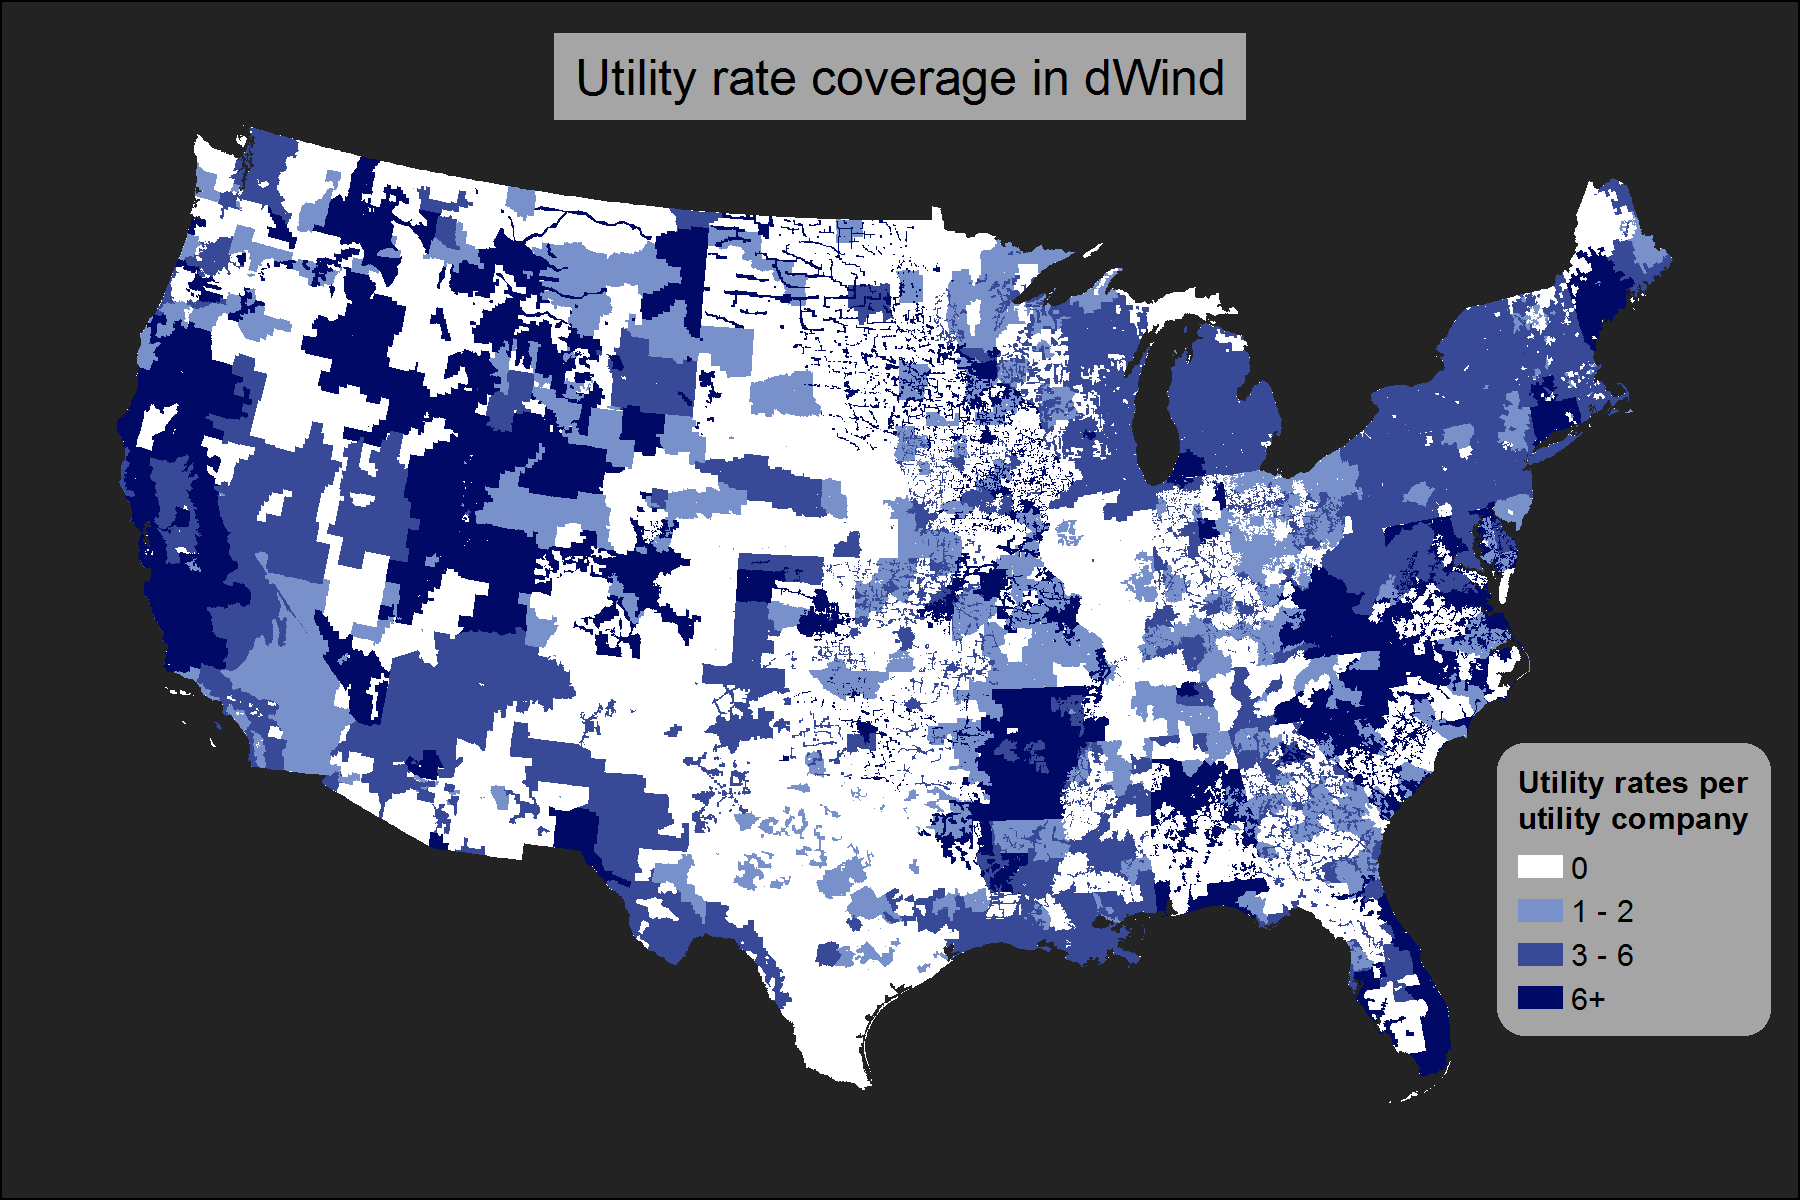 Utility rate coverage in dWind
Utility rates per
utility company
0
1 - 2
3 - 6
6+